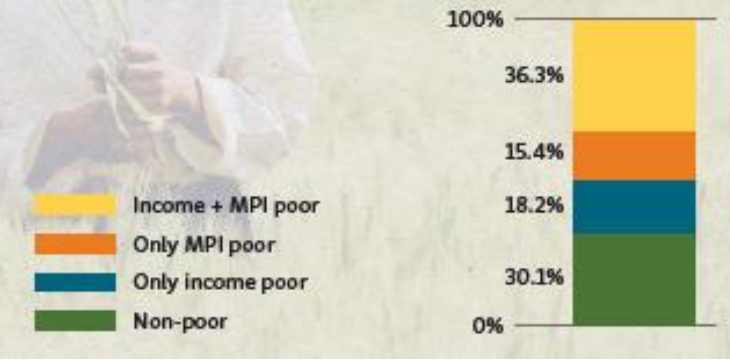 100%
36.3%
15.4%
18.2%
30.1%
0%
Income + MPI poor
Only MPI poor
Only income poor
Non-poor